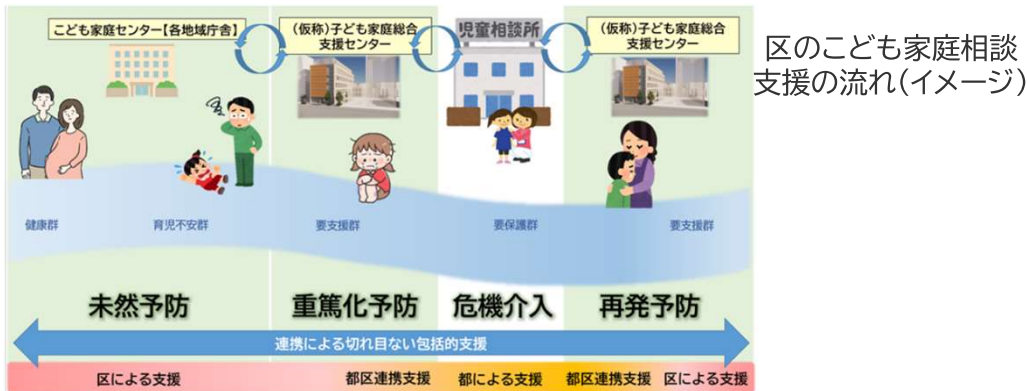 こども家庭センター【各地域庁舎】
(仮称)子ども家庭総合
支援センター
児童相談所
(仮称)子ども家庭総合
支援センター
区のこども家庭相談
支援の流れ(イメージ)
健康群
育児不安群
要支援群
要保護群
要支援群
未然予防
重篤化予防
危機介入
再発予防
連携による切れ目ない包括的支援
区による支援
都区連携支援
都による支援
都区連携支援
区による支援